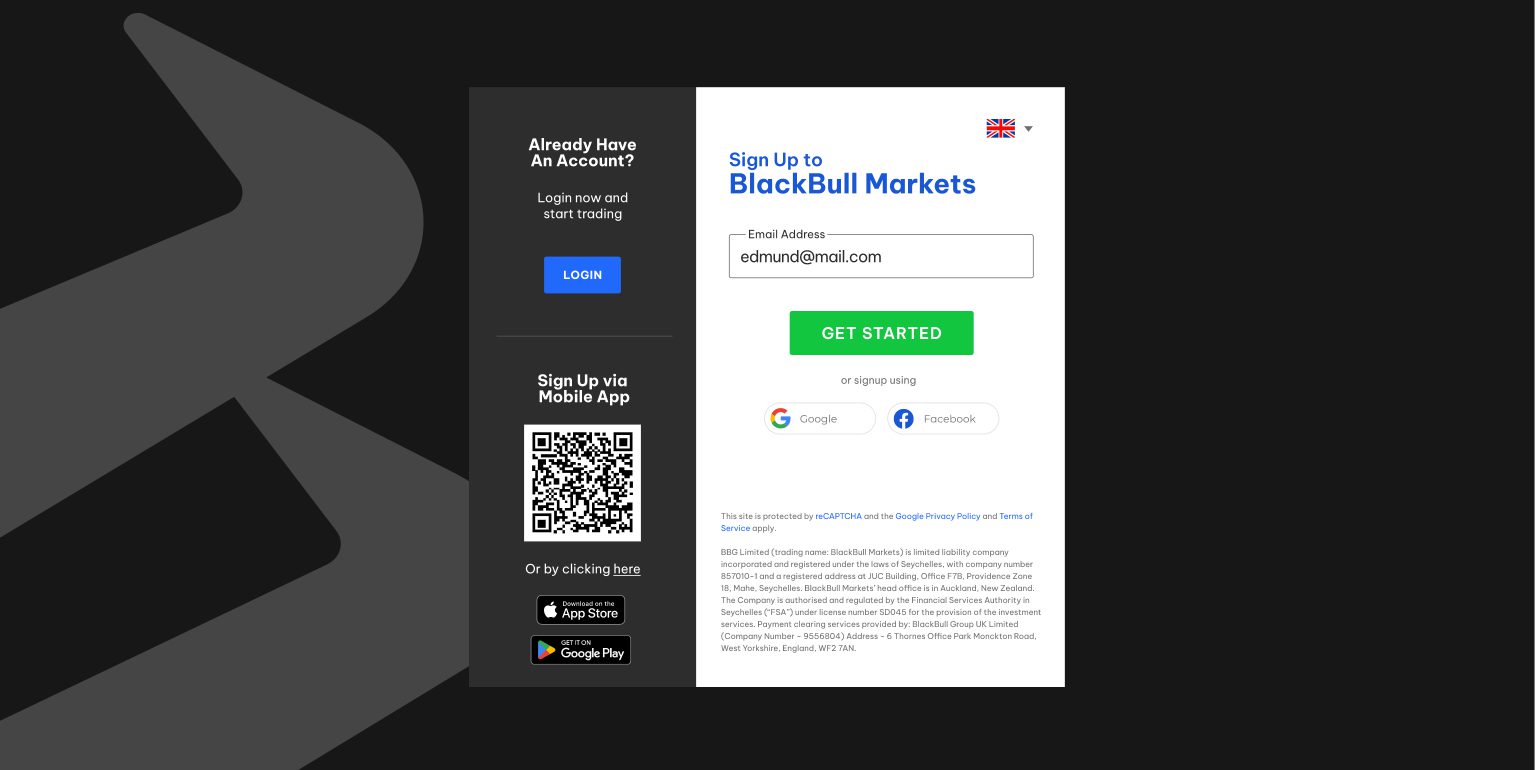 Already Have
An Account?
Login now and
start trading
LOGIN
Sign Up via
Mobile App
Or by clicking here
Download on the
App Store
GET IT ON
Google Play
Sign Up to
BlackBull Markets
Email Address
edmund@mail.com
GET STARTED
or signup using
Google
Facebook
This site is protected by reCAPTCHA and the Google Privacy Policy and Terms of
Service apply.
BBG Limited (trading name: BlackBull Markets) is limited liability company
incorporated and registered under the laws of Seychelles, with company number
857010-1 and a registered address at JUC Building, Office F7B, Providence Zone
18, Mahe, Seychelles. BlackBull Markets' head office is in Auckland, New Zealand.
The Company is authorised and regulated by the Financial Services Authority in
Seychelles (“FSA”) under license number SD045 for the provision of the investment
services. Payment clearing services provided by: BlackBull Group UK Limited
(Company Number - 9556804) Address - 6 Thornes Office Park Monckton Road,
West Yorkshire, England, WF2 7AN.